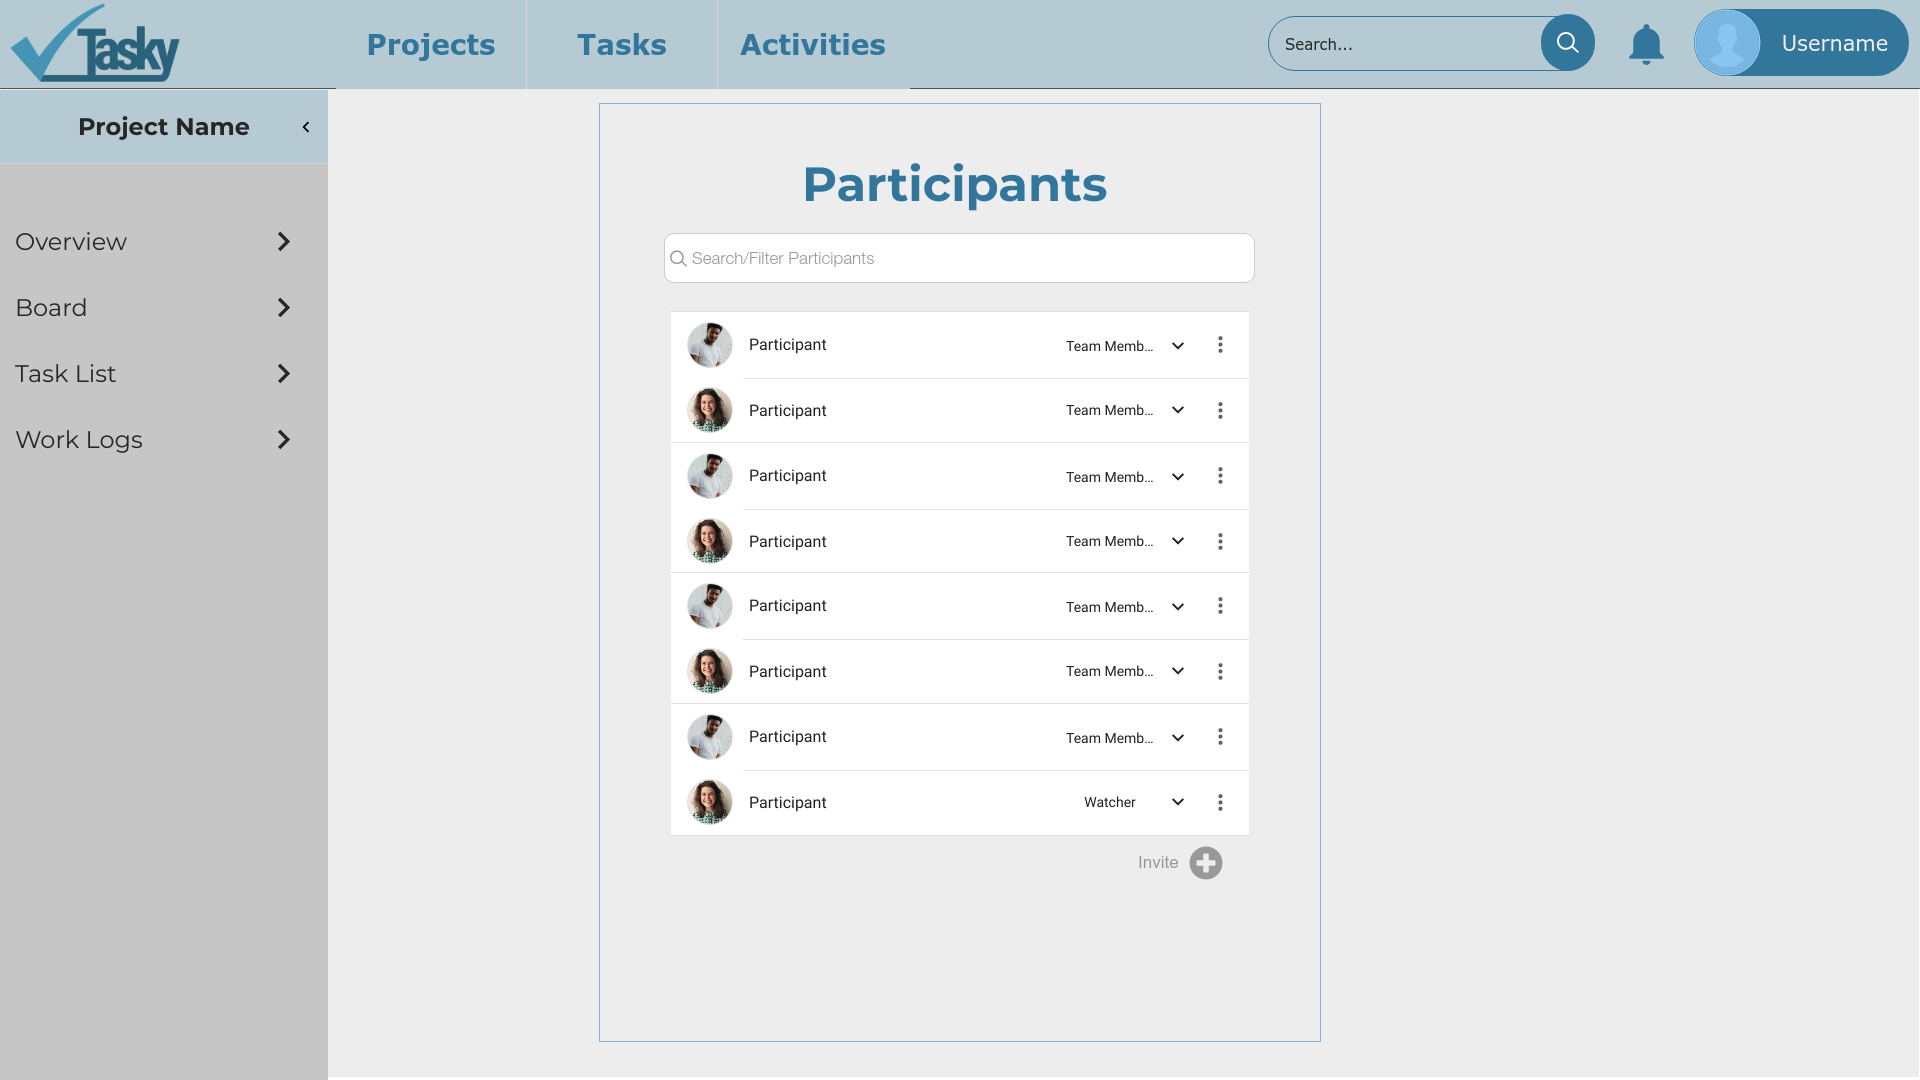 Tasky
Projects
Tasks
Activities
Search...
Username
Project Name
Overview
Board
Task List
Work Logs
Participants
Search/Filter Participants
Participant Team Memb...
Participant Team Memb...
Participant Team Memb...
Participant Team Memb...
Participant Team Memb...
Participant Team Memb...
Participant Team Memb...
Participant Watcher
Invite